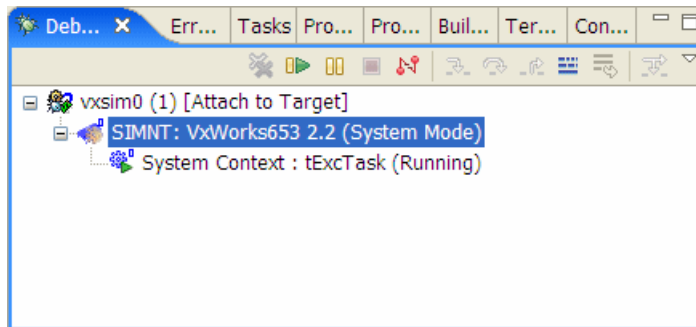 Deb... Err... Tasks Pro... Pro... Buil... Ter... Con...
vxsim0 (1) [Attach to Target]
SIMNT: VxWorks653 2.2 (System Mode)
System Context : tExcTask (Running)